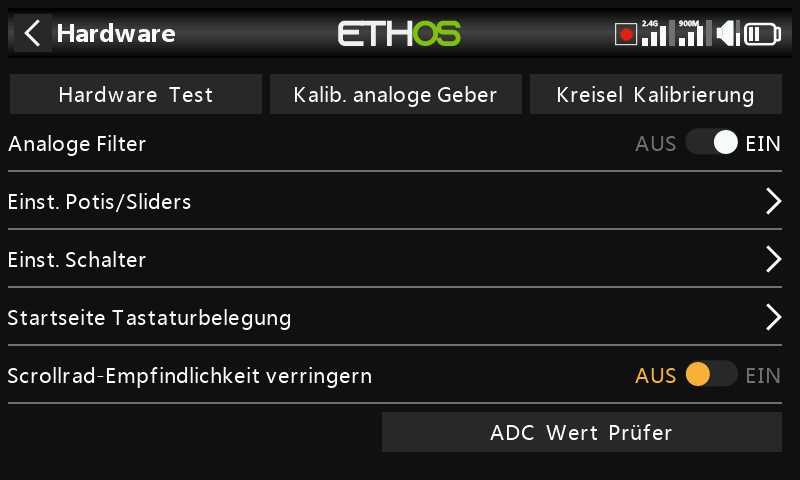 Hardware ETHOS 2.4G 900M
Hardware Test Kalib. analoge Geber Kreisel Kalibrierung
Analoge Filter AUS EIN
Einst. Potis/Sliders
Einst. Schalter
Startseite Tastaturbelegung
Scrollrad-Empfindlichkeit verringern AUS EIN
ADC Wert Prüfer